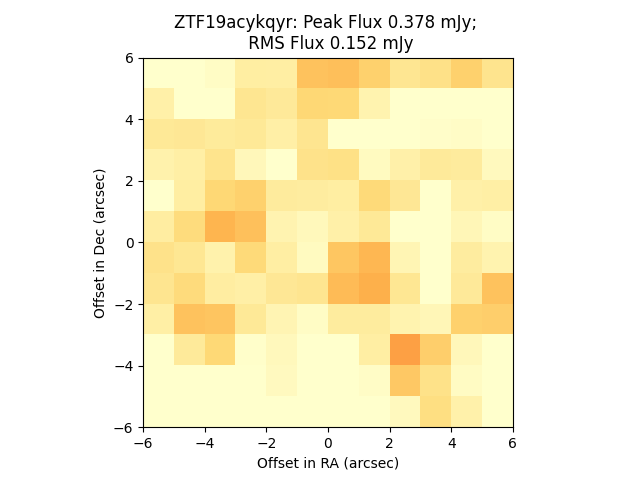 ZTF19acykqyr: Peak Flux 0.378 mJy;
RMS Flux 0.152 mJy
6
4
2
0
−2
−4
−6
Offset in Dec (arcsec)
−6 −4 −2 0 2 4 6
Offset in RA (arcsec)